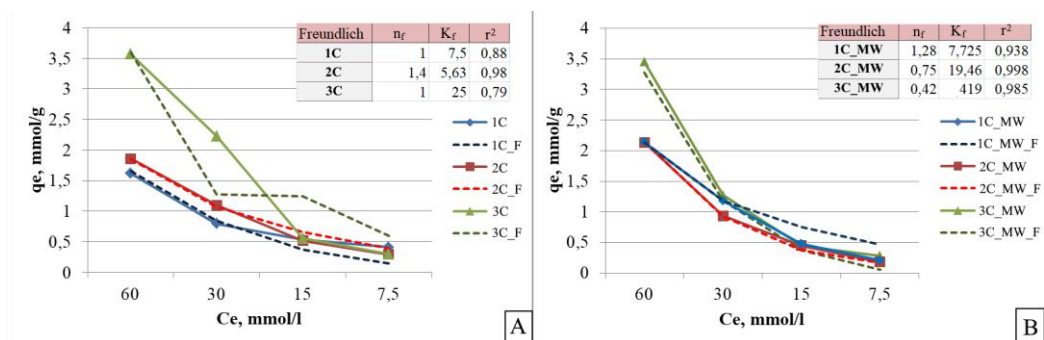 Freundlich nf Kf r²
1C 1 7,5 0,88
2C 1,4 5,63 0,98
3C 1 25 0,79
4
3,5
3
2,5
2
1,5
1
0,5
0
qe, mmol/g
60 30 15 7,5
Ce, mmol/l
1C
1C_F
2C
2C_F
3C
3C_F
A
Freundlich nf Kf r²
1C_MW 1,28 7,725 0,938
2C_MW 0,75 19,46 0,998
3C_MW 0,42 419 0,985
4
3,5
3
2,5
2
1,5
1
0,5
0
qe, mmol/g
60 30 15 7,5
Ce, mmol/l
1C_MW
1C_MW_F
2C_MW
2C_MW_F
3C_MW
3C_MW_F
B